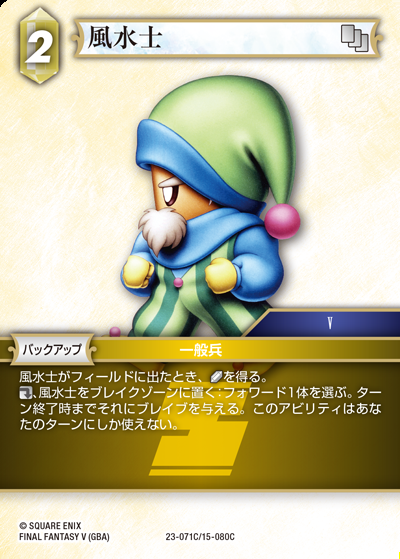 2
風水士
V
バックアップ
一般兵
風水士がフィールドに出たとき、を得る。
、風水士をブレイクゾーンに置く:フォワード1体を選ぶ。ター
ン終了時までそれにブレイブを与える。このアビリティはあな
たのターンにしか使えない。
© SQUARE ENIX
FINAL FANTASY V (GBA)
23-071C/15-080C